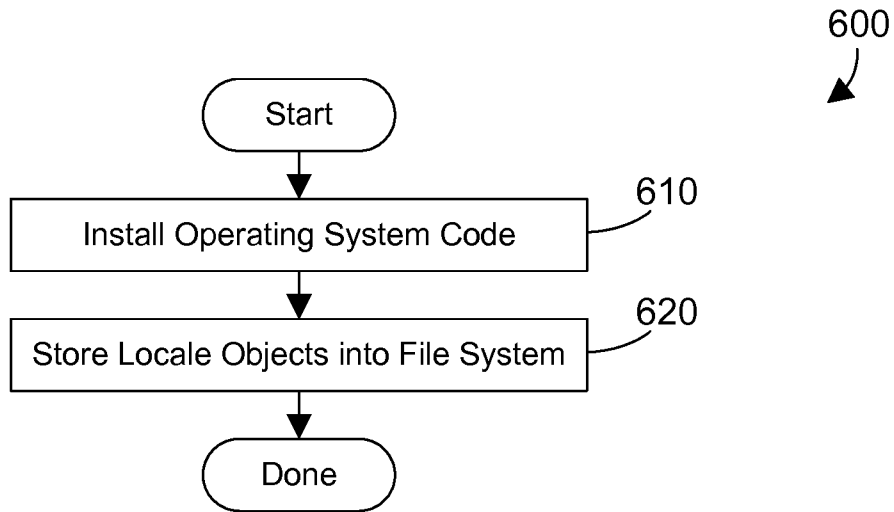 600
Start
610
Install Operating System Code
620
Store Locale Objects into File System
Done